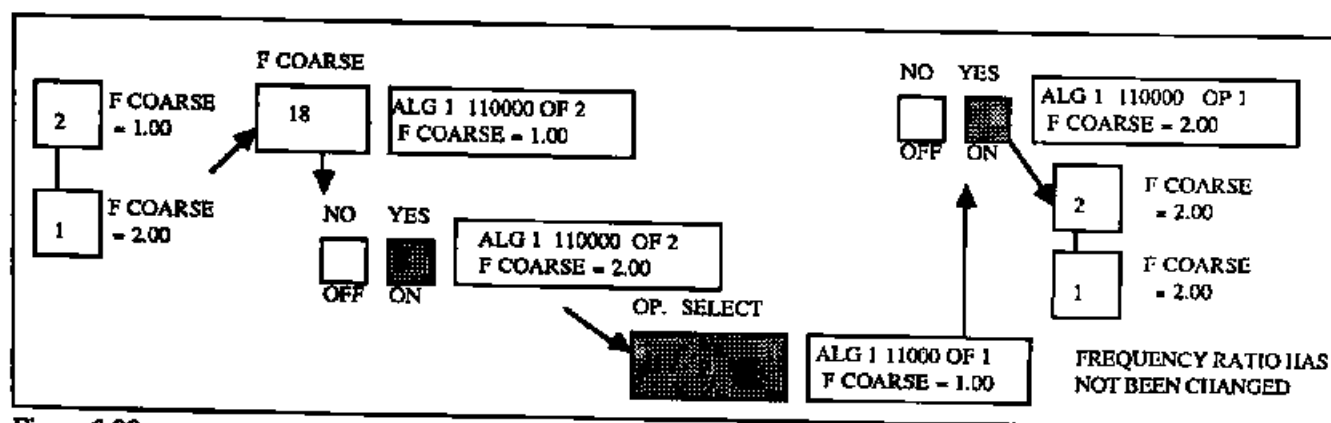 F COARSE
2
F COARSE
= 1.00
1
F COARSE
= 2.00
18
ALG 1 110000 OF 2
F COARSE = 1.00
NO YES
OFF ON
ALG 1 110000 OF 2
F COARSE = 2.00
OP. SELECT
ALG 1 11000 OF 1
F COARSE = 1.00
NO YES
OFF ON
ALG 1 110000 OP 1
F COARSE = 2.00
2
F COARSE
= 2.00
1
F COARSE
= 2.00
FREQUENCY RATIO HAS
NOT BEEN CHANGED